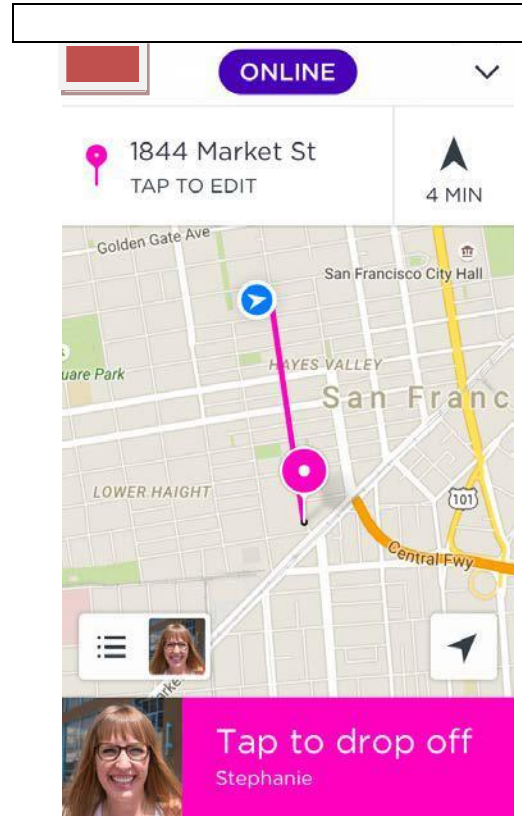 ONLINE
1844 Market St
TAP TO EDIT
4 MIN
Golden Gate Ave
San Francisco City Hall
uare Park
HAYES VALLEY
San Franc
LOWER HAIGHT
101
Central Fwy
Tap to drop off
Stephanie